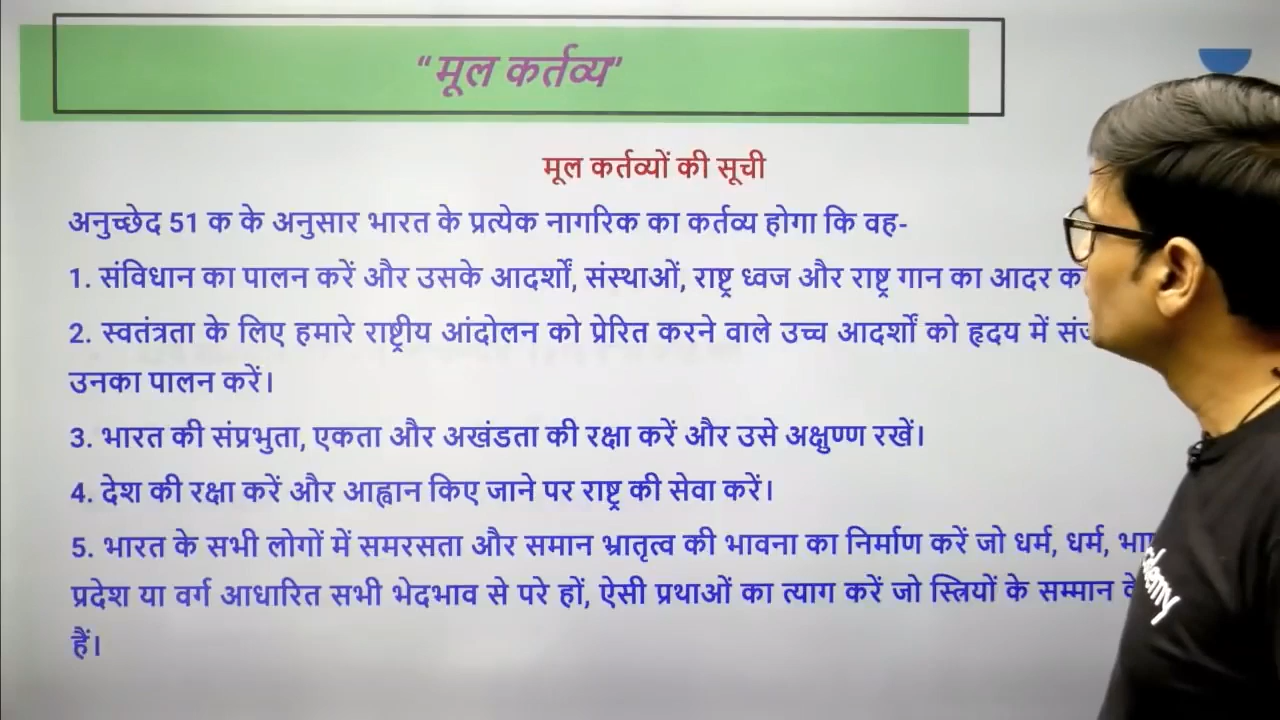 “मूल कर्तव्य”
मूल कर्तव्यों की सूची
अनुच्छेद 51 क के अनुसार भारत के प्रत्येक नागरिक का कर्तव्य होगा कि वह-
1. संविधान का पालन करें और उसके आदर्शों, संस्थाओं, राष्ट्र ध्वज और राष्ट्र गान का आदर
2. स्वतंत्रता के लिए हमारे राष्ट्रीय आंदोलन को प्रेरित करने वाले उच्च आदर्शों को हृदय में
उनका पालन करें।
3. भारत की संप्रभुता, एकता और अखंडता की रक्षा करें और उसे अक्षुण्ण रखें।
4. देश की रक्षा करें और आह्वान किए जाने पर राष्ट्र की सेवा करें।
5. भारत के सभी लोगों में समरसता और समान भ्रातृत्व की भावना का निर्माण करें जो धर्म, धर्म,
प्रदेश या वर्ग आधारित सभी भेदभाव से परे हों, ऐसी प्रथाओं का त्याग करें जो स्त्रियों के सम्मान
हैं।